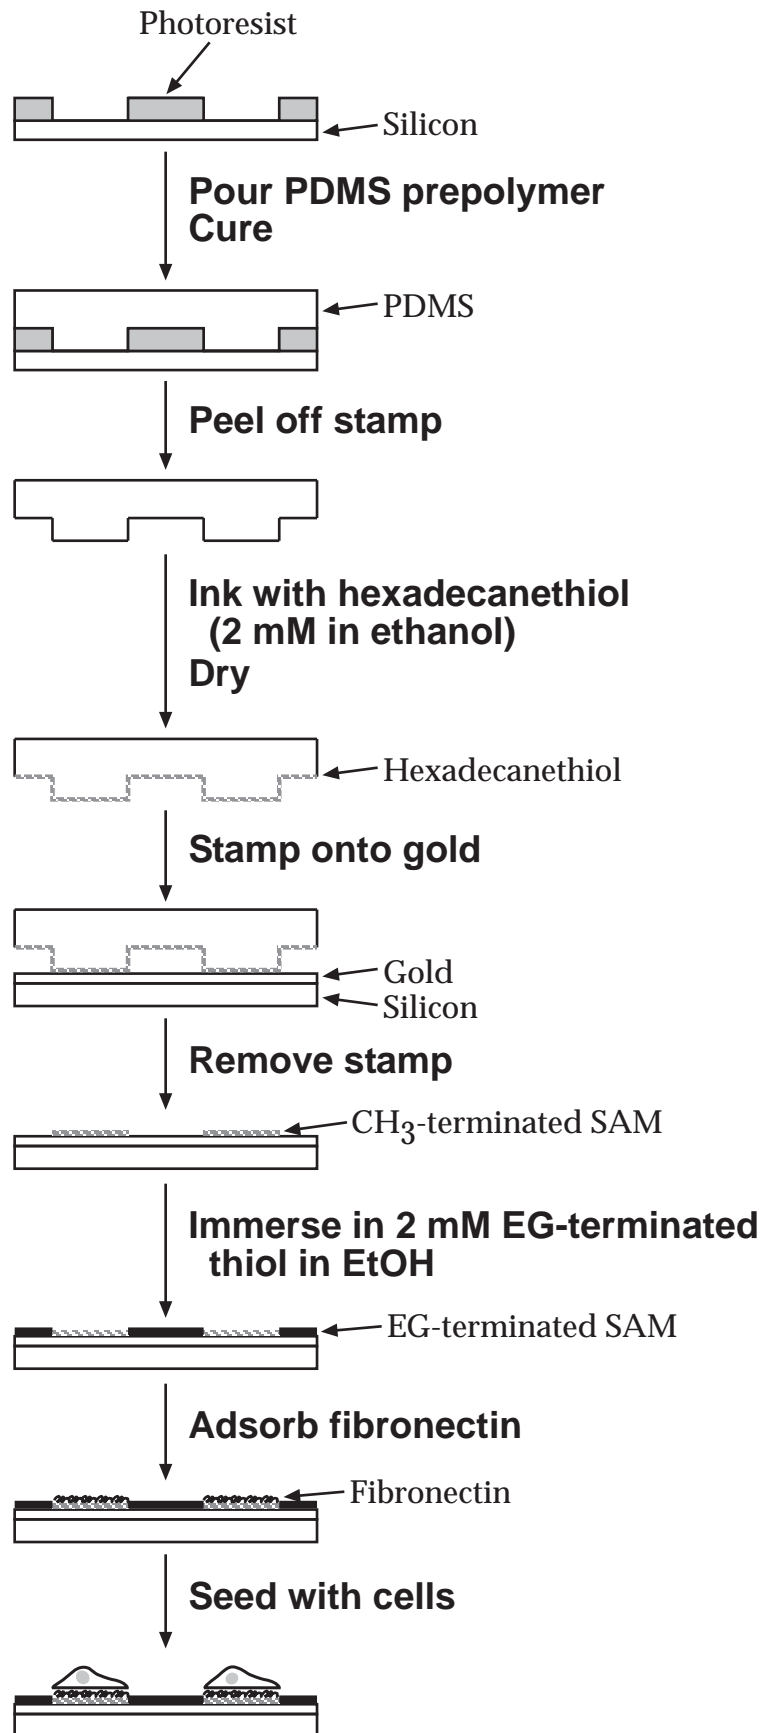 Photoresist
Silicon
Pour PDMS prepolymer
Cure
PDMS
Peel off stamp
Ink with hexadecanethiol
(2 mM in ethanol)
Dry
Hexadecanethiol
Stamp onto gold
Gold
Silicon
Remove stamp
CH3-terminated SAM
Immerse in 2 mM EG-terminated
thiol in EtOH
EG-terminated SAM
Adsorb fibronectin
Fibronectin
Seed with cells